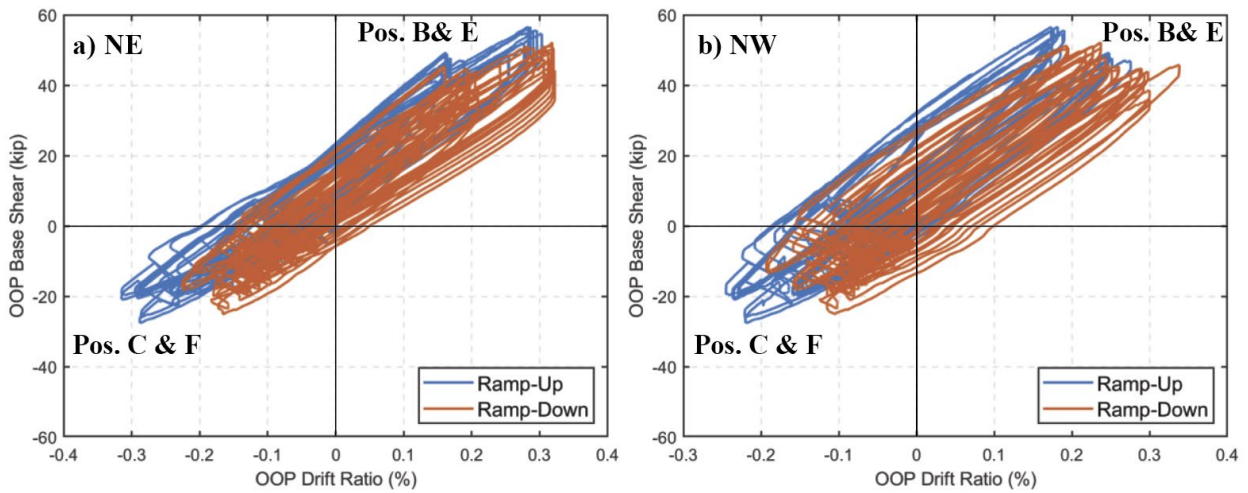 a) NE
Pos. B& E
60
40
20
0
-20
-40
-60
OOP Base Shear (kip)
Pos. C & F
Ramp-Up
Ramp-Down
-0.4 -0.3 -0.2 -0.1 0 0.1 0.2 0.3 0.4
OOP Drift Ratio (%)
b) NW
Pos. B& E
60
40
20
0
-20
-40
-60
OOP Base Shear (kip)
Pos. C & F
Ramp-Up
Ramp-Down
-0.3 -0.2 -0.1 0 0.1 0.2 0.3 0.4
OOP Drift Ratio (%)